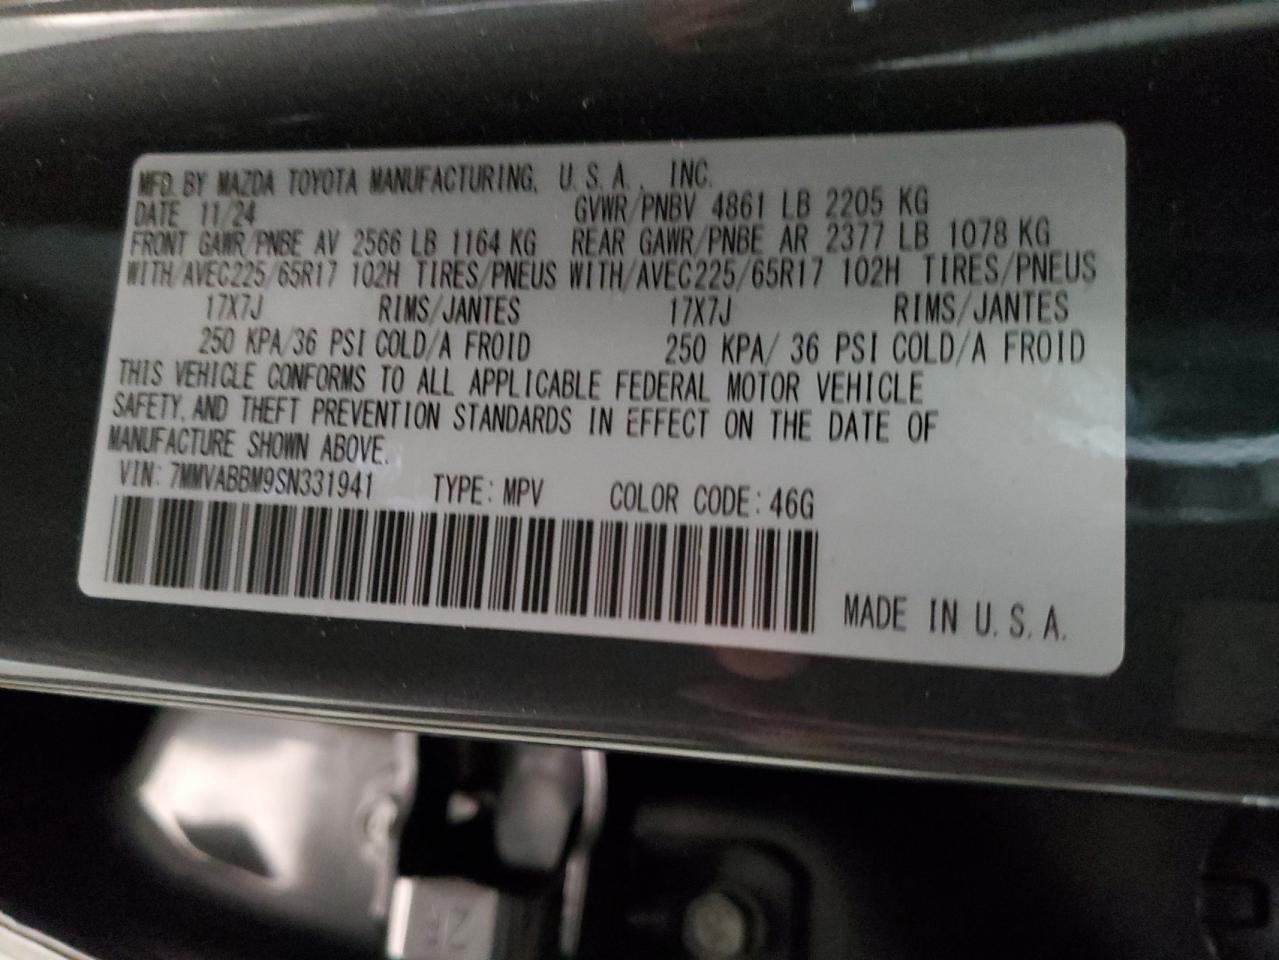 MFD. BY MAZDA TOYOTA MANUFACTURING, U.S.A., INC.
DATE 11/24 GVWR/PNBV 4861 LB 2205 KG
FRONT GAWR/PNBE AV 2566 LB 1164 KG REAR GAWR/PNBE AR 2377 LB 1078 KG
WITH/AVEC225/65R17 102H TIRES/PNEUS WITH/AVEC225/65R17 102H TIRES/PNEUS
17X7J RIMS/JANTES 17X7J RIMS/JANTES
250 KPA/36 PSI COLD/A FROID 250 KPA/ 36 PSI COLD/A FROID
THIS VEHICLE CONFORMS TO ALL APPLICABLE FEDERAL MOTOR VEHICLE
SAFETY, AND THEFT PREVENTION STANDARDS IN EFFECT ON THE DATE OF
MANUFACTURE SHOWN ABOVE.
VIN: 7MMVABBM9SN331941 TYPE: MPV COLOR CODE: 46G
MADE IN U.S.A.